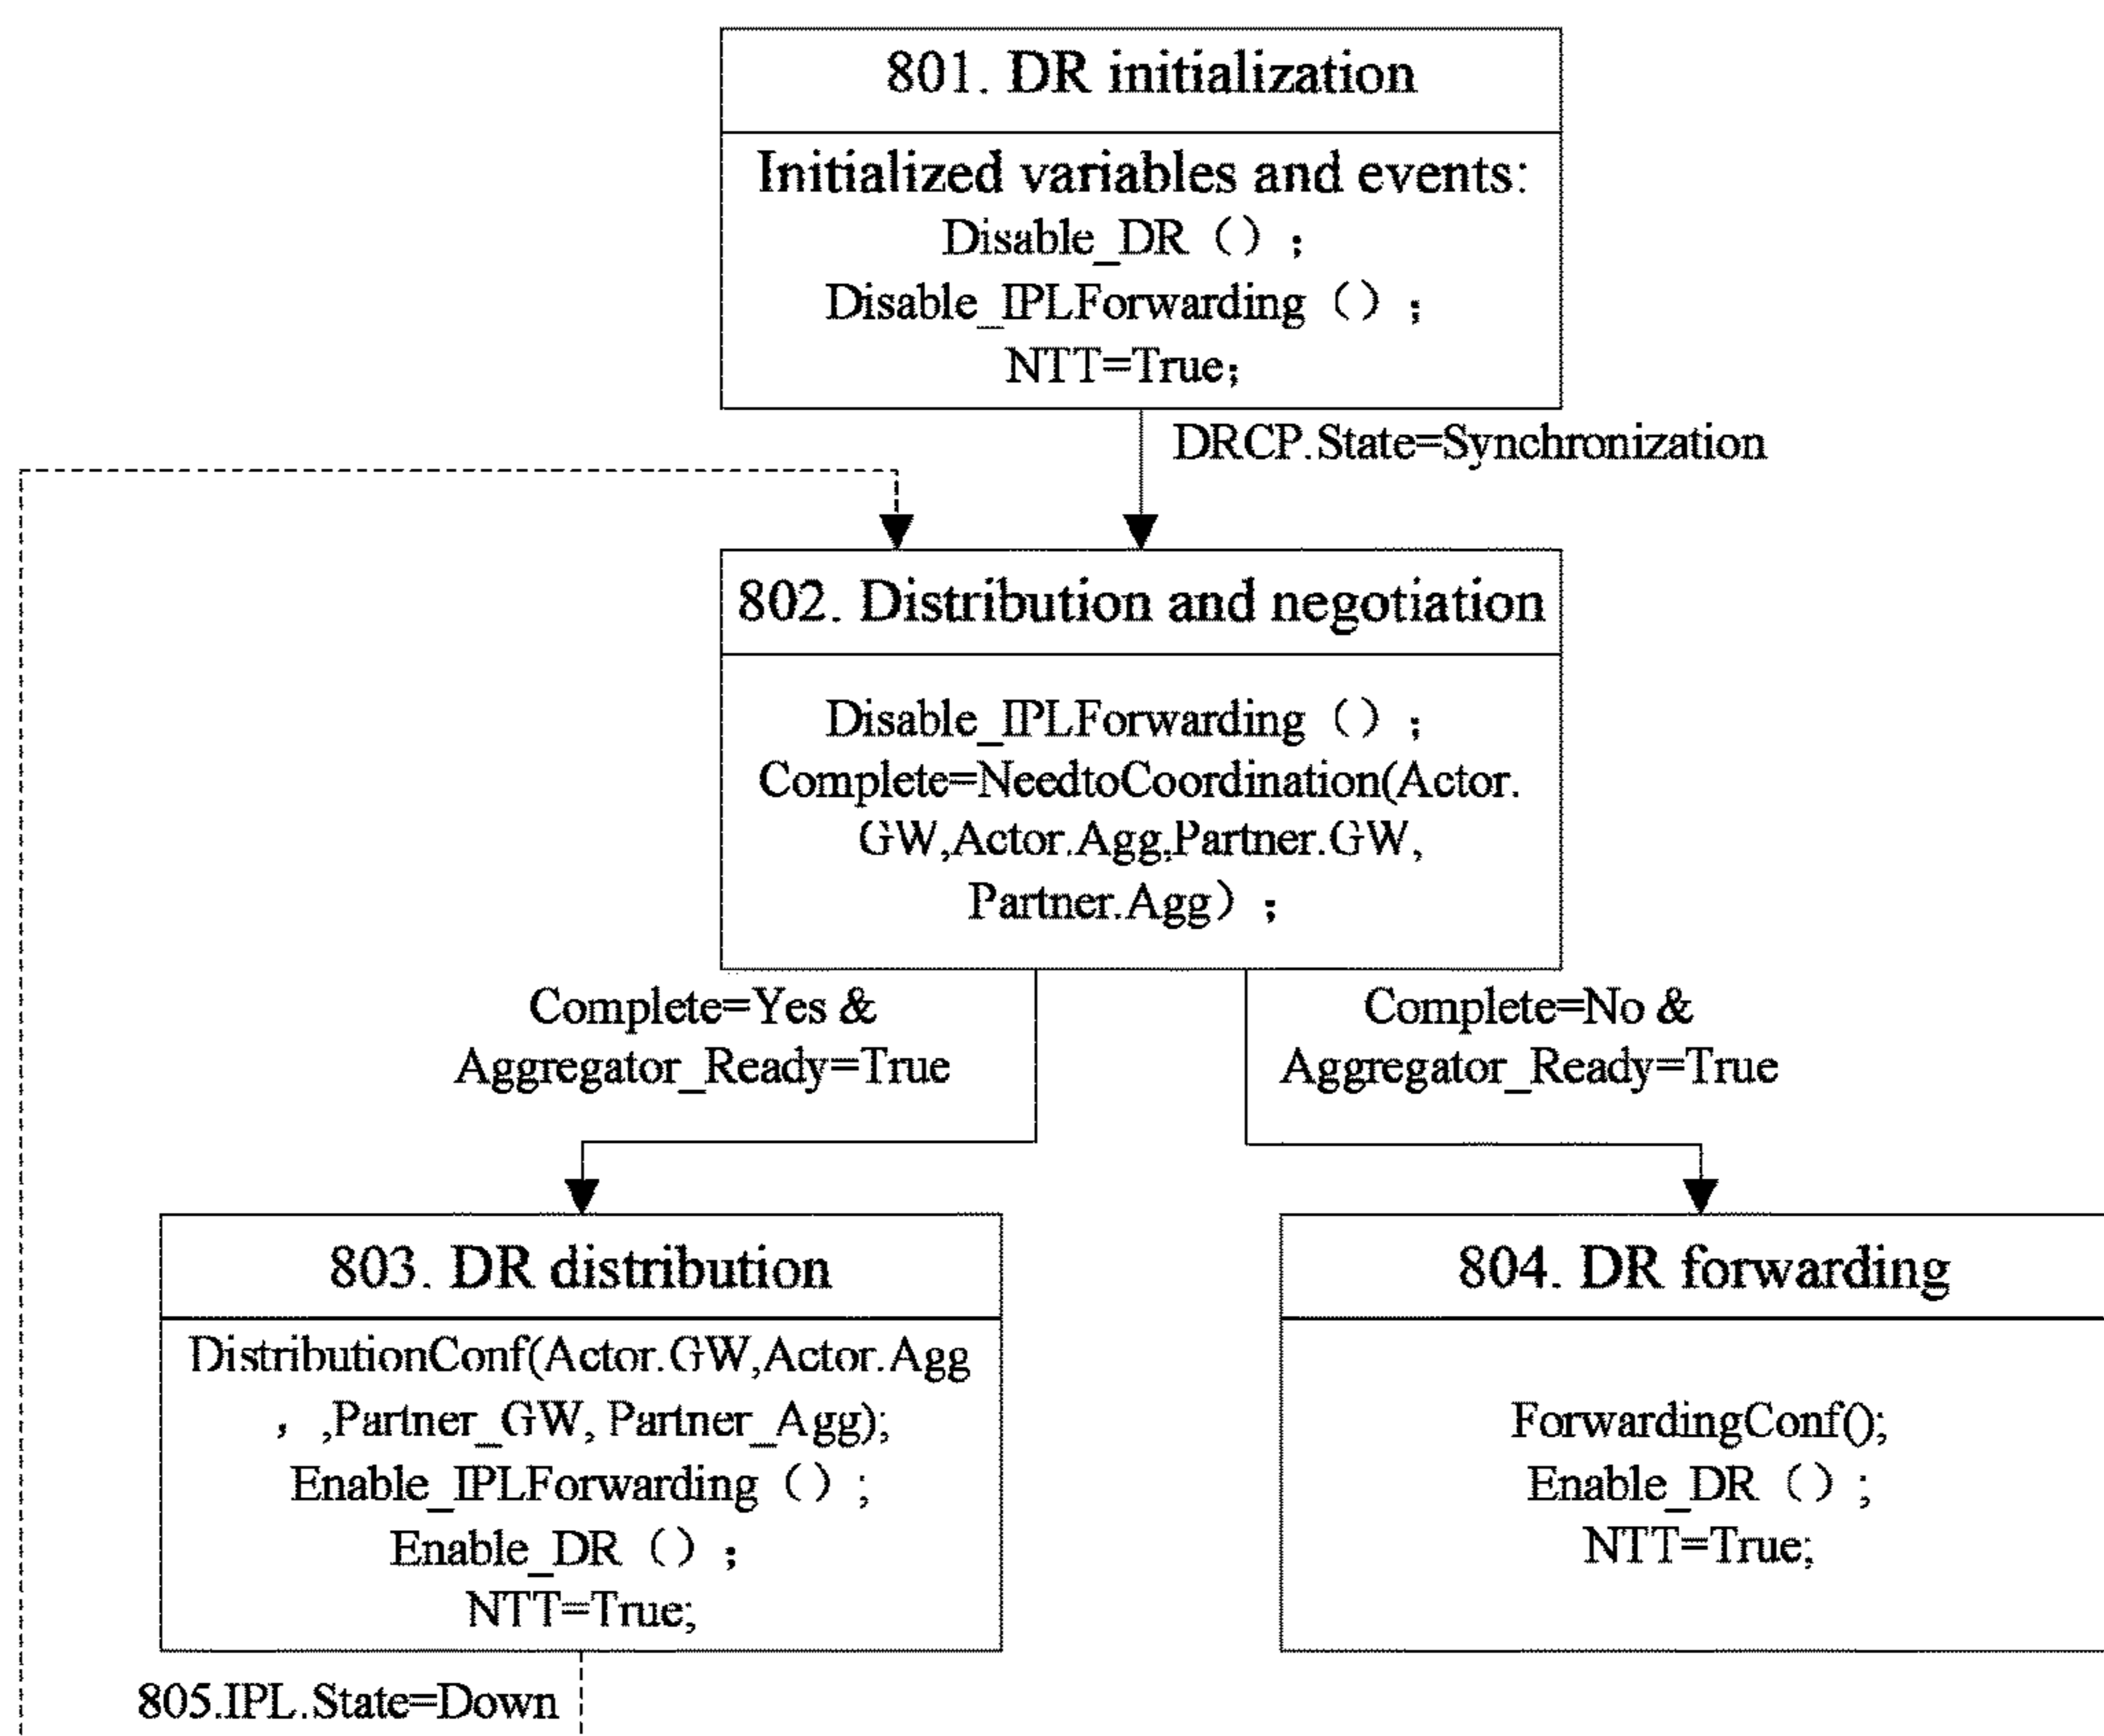 801. DR initialization
Initialized variables and events:
Disable_DR（）；
Disable_IPLForwarding（）；
NTT=True；
DRCP.State=Synchronization
802. Distribution and negotiation
Disable_IPLForwarding（）；
Complete=NeedtoCoordination(Actor.
GW,Actor.Agg,Partner.GW,
Partner.Agg）；
Complete=Yes &
Aggregator_Ready=True
Complete=No &
Aggregator_Ready=True
803. DR distribution
DistributionConf(Actor.GW,Actor.Agg
，,Partner_GW, Partner_Agg);
Enable_IPLForwarding（）;
Enable_DR（）；
NTT=True;
804. DR forwarding
ForwardingConf();
Enable_DR（）;
NTT=True;
805.IPL.State=Down